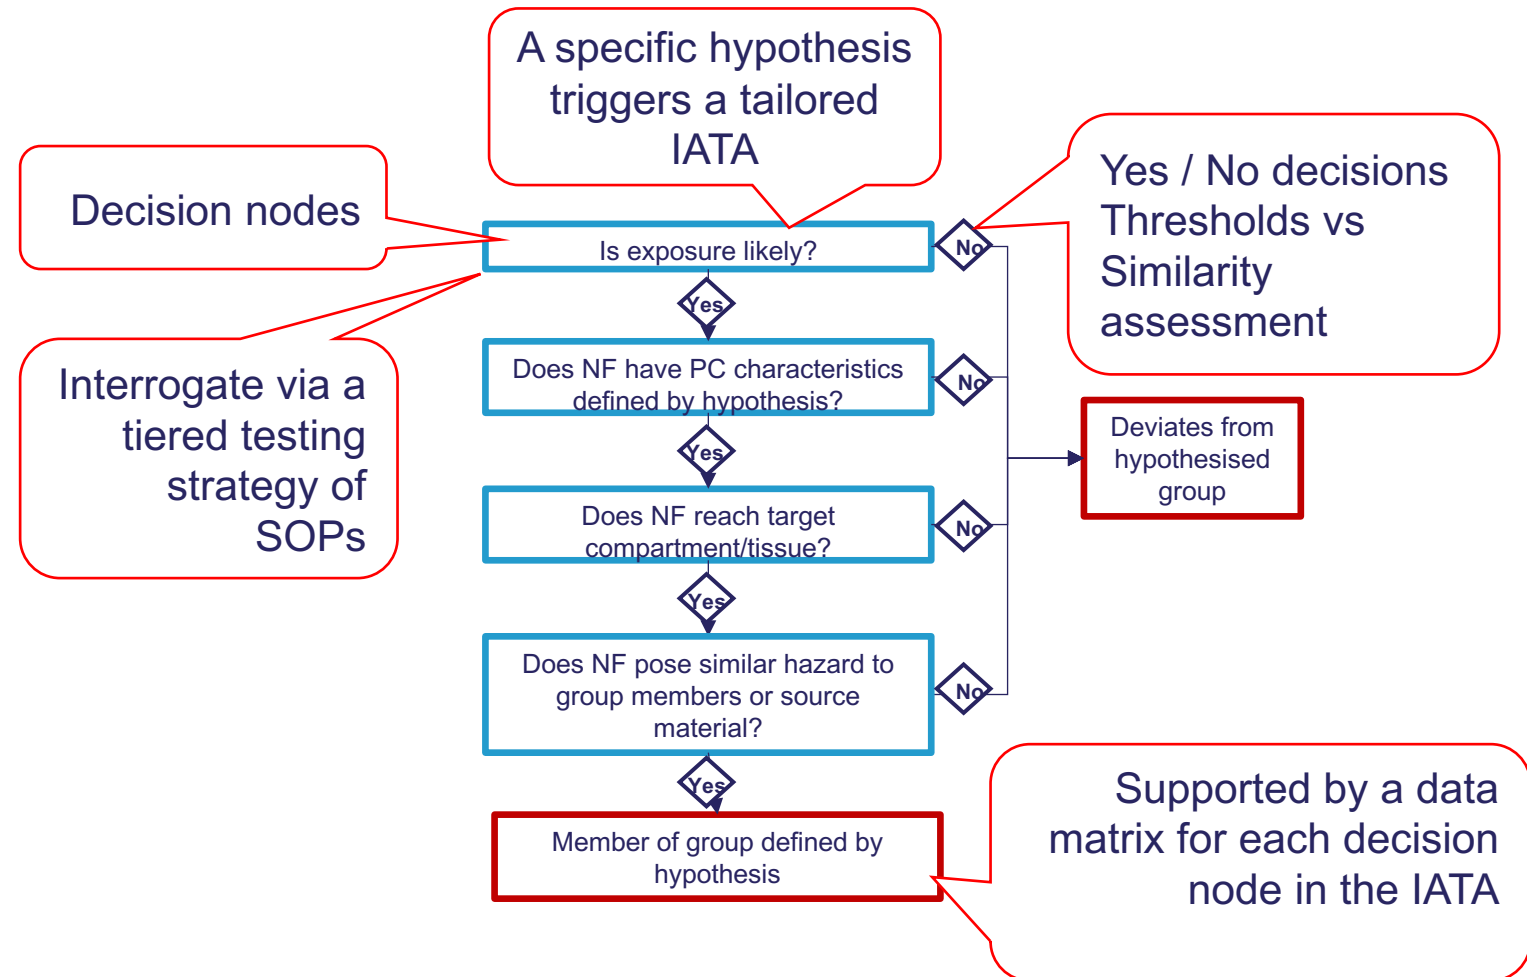 A specific hypothesis
triggers a tailored
IATA
Decision nodes
Yes / No decisions
Thresholds vs
Similarity
assessment
Interrogate via a
tiered testing
strategy of
SOPs
Is exposure likely?
No
Yes
Does NF have PC characteristics
defined by hypothesis?
No
Yes
Does NF reach target
compartment/tissue?
No
Yes
Does NF pose similar hazard to
group members or source
material?
No
Yes
Deviates from
hypothesised
group
Member of group defined by
hypothesis
Supported by a data
matrix for each decision
node in the IATA